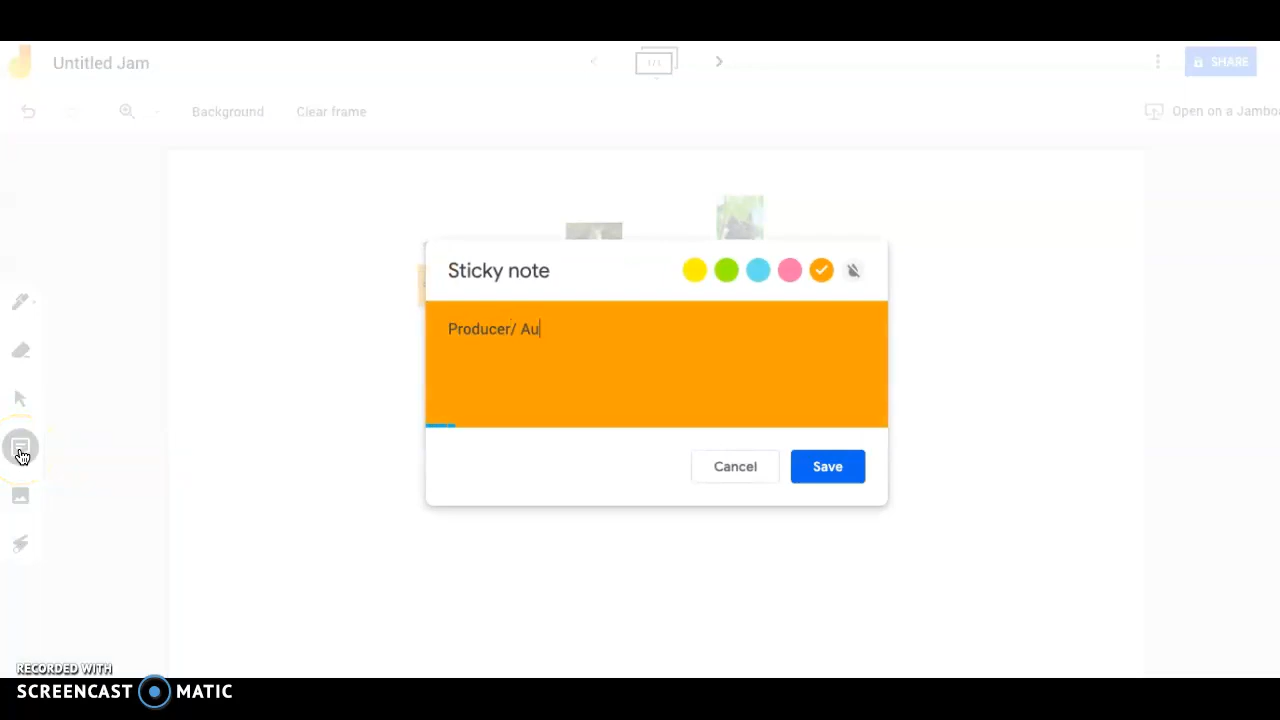 Untitled Jam
1/1
SHARE
Background
Clear frame
Open on a Jamboa
Sticky note
Producer/ Au
Cancel
Save
RECORDED WITH
SCREENCAST MATIC